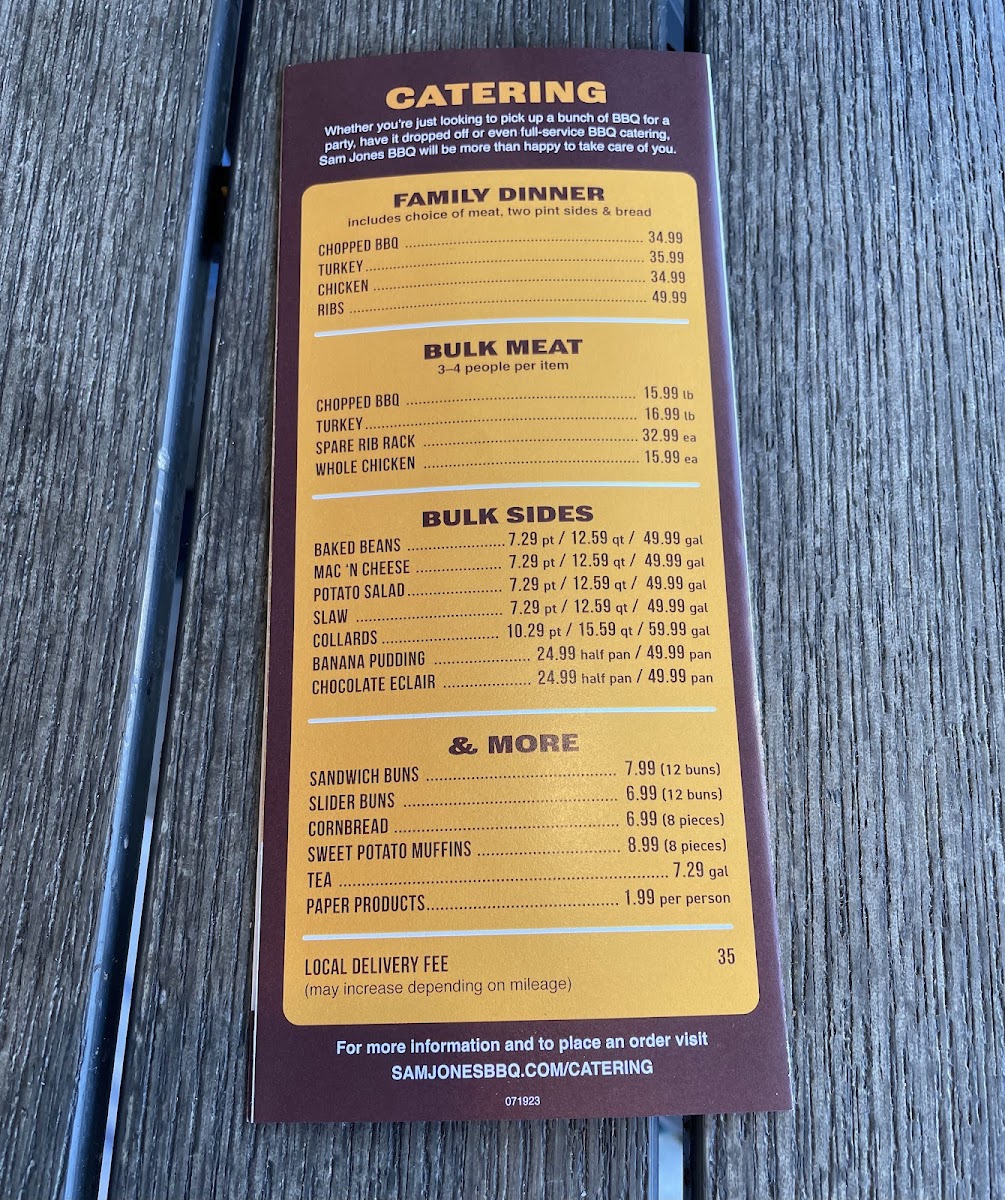 CATERING
Whether you're just looking to pick up a bunch of BBQ for a
party, have it dropped off or even full-service BBQ catering,
Sam Jones BBQ will be more than happy to take care of you.
FAMILY DINNER
includes choice of meat, two pint sides & bread
CHOPPED BBQ ........ 34.99
TURKEY ........ 35.99
CHICKEN ........ 34.99
RIBS ........ 49.99
BULK MEAT
3–4 people per item
CHOPPED BBQ ........ 15.99 lb
TURKEY ........ 16.99 lb
SPARE RIB RACK ........ 32.99 ea
WHOLE CHICKEN ........ 15.99 ea
BULK SIDES
BAKED BEANS ........ 7.29 pt / 12.59 qt / 49.99 gal
MAC 'N CHEESE ........ 7.29 pt / 12.59 qt / 49.99 gal
POTATO SALAD ........ 7.29 pt / 12.59 qt / 49.99 gal
SLAW ........ 7.29 pt / 12.59 qt / 49.99 gal
COLLARDS ........ 10.29 pt / 15.59 qt / 59.99 gal
BANANA PUDDING ........ 24.99 half pan / 49.99 pan
CHOCOLATE ECLAIR ........ 24.99 half pan / 49.99 pan
& MORE
SANDWICH BUNS ........ 7.99 (12 buns)
SLIDER BUNS ........ 6.99 (12 buns)
CORNBREAD ........ 6.99 (8 pieces)
SWEET POTATO MUFFINS ........ 8.99 (8 pieces)
TEA ........ 7.29 gal
PAPER PRODUCTS ........ 1.99 per person
LOCAL DELIVERY FEE 35
(may increase depending on mileage)
For more information and to place an order visit
SAMJONESBBQ.COM/CATERING
071923